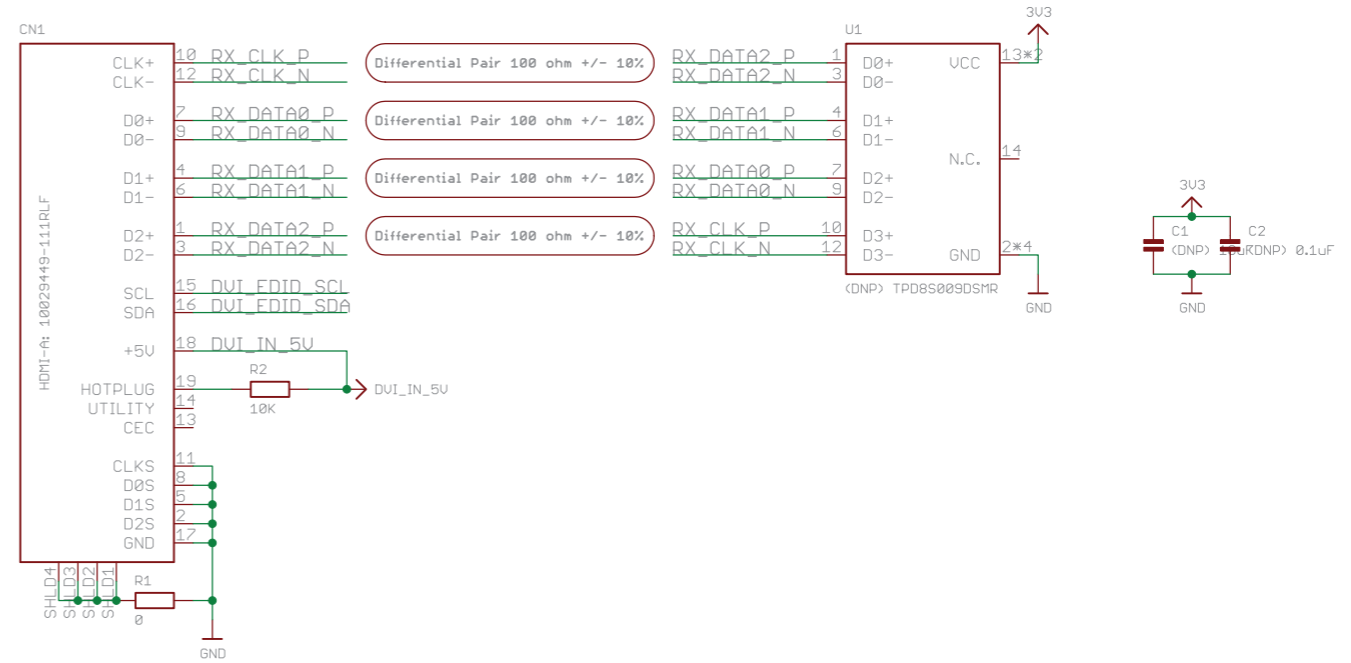 CN1
HDMI-A: 10029449-111RLF
CLK+ 10 RX_CLK_P
CLK- 12 RX_CLK_N
Differential Pair 100 ohm +/- 10%
D0+ 7 RX_DATA0_P
D0- 9 RX_DATA0_N
Differential Pair 100 ohm +/- 10%
D1+ 4 RX_DATA1_P
D1- 6 RX_DATA1_N
Differential Pair 100 ohm +/- 10%
D2+ 1 RX_DATA2_P
D2- 3 RX_DATA2_N
Differential Pair 100 ohm +/- 10%
SCL 15 DVI_EDID_SCL
SDA 16 DVI_EDID_SDA
+5V 18 DVI_IN_5V
R2
HOTPLUG 19
10K
DVI_IN_5V
UTILITY 14
CEC 13
CLKS 11
D0S 8
D1S 5
D2S 2
GND 17
SHLD4
SHLD3
SHLD2
SHLD1
R1
0
GND
U1
3V3
RX_DATA2_P 1 D0+ VCC 13*2
RX_DATA2_N 3 D0-
RX_DATA1_P 4 D1+
RX_DATA1_N 6 D1-
N.C. 14
RX_DATA0_P 7 D2+
RX_DATA0_N 9 D2-
RX_CLK_P 10 D3+
RX_CLK_N 12 D3- GND 2*4
(DNP) TPD8S009DSMR
GND
3V3
C1
(DNP) 10uF
C2
(DNP) 0.1uF
GND